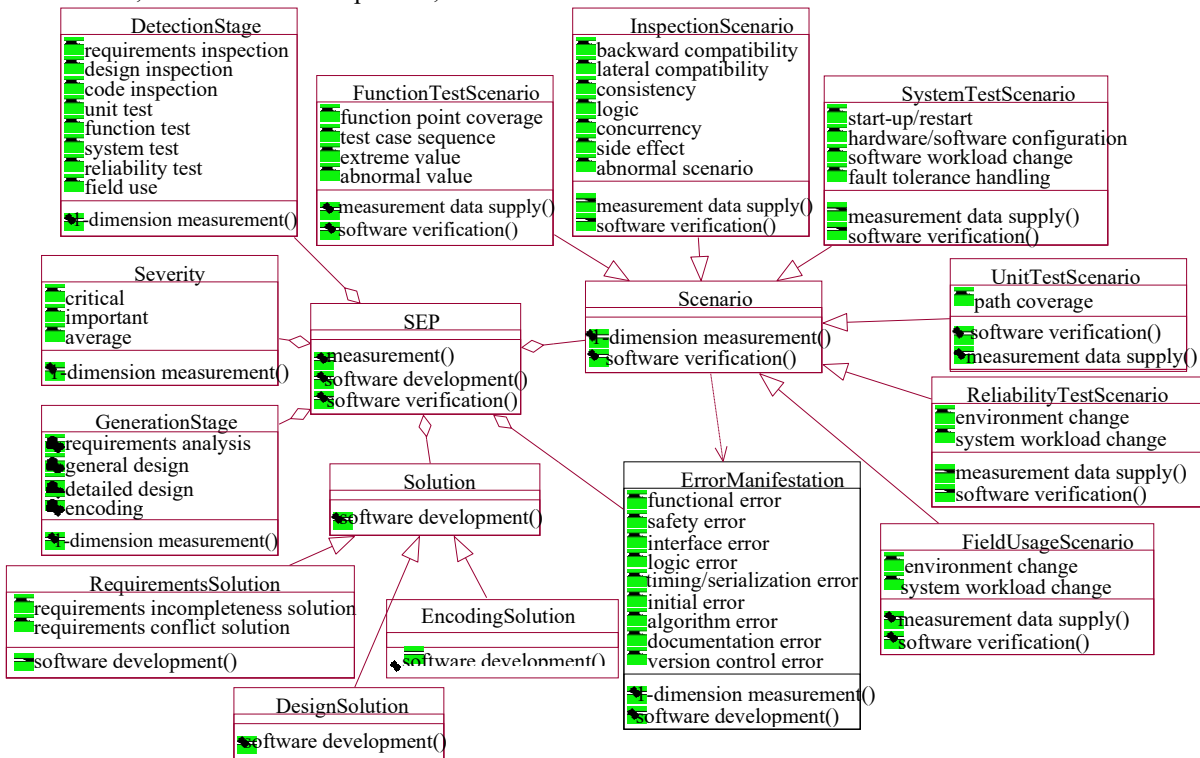 DetectionStage
requirements inspection
design inspection
code inspection
unit test
function test
system test
reliability test
field use
1-dimension measurement()
FunctionTestScenario
function point coverage
test case sequence
extreme value
abnormal value
measurement data supply()
software verification()
InspectionScenario
backward compatibility
lateral compatibility
consistency
logic
concurrency
side effect
abnormal scenario
measurement data supply()
software verification()
SystemTestScenario
start-up/restart
hardware/software configuration
software workload change
fault tolerance handling
measurement data supply()
software verification()
Severity
critical
important
average
1-dimension measurement()
SEP
measurement()
software development()
software verification()
Scenario
1-dimension measurement()
software verification()
UnitTestScenario
path coverage
software verification()
measurement data supply()
GenerationStage
requirements analysis
general design
detailed design
encoding
1-dimension measurement()
Solution
software development()
ErrorManifestation
functional error
safety error
interface error
logic error
timing/serialization error
initial error
algorithm error
documentation error
version control error
1-dimension measurement()
software development()
ReliabilityTestScenario
environment change
system workload change
measurement data supply()
software verification()
FieldUsageScenario
environment change
system workload change
measurement data supply()
software verification()
RequirementsSolution
requirements incompleteness solution
requirements conflict solution
software development()
EncodingSolution
software development()
DesignSolution
software development()